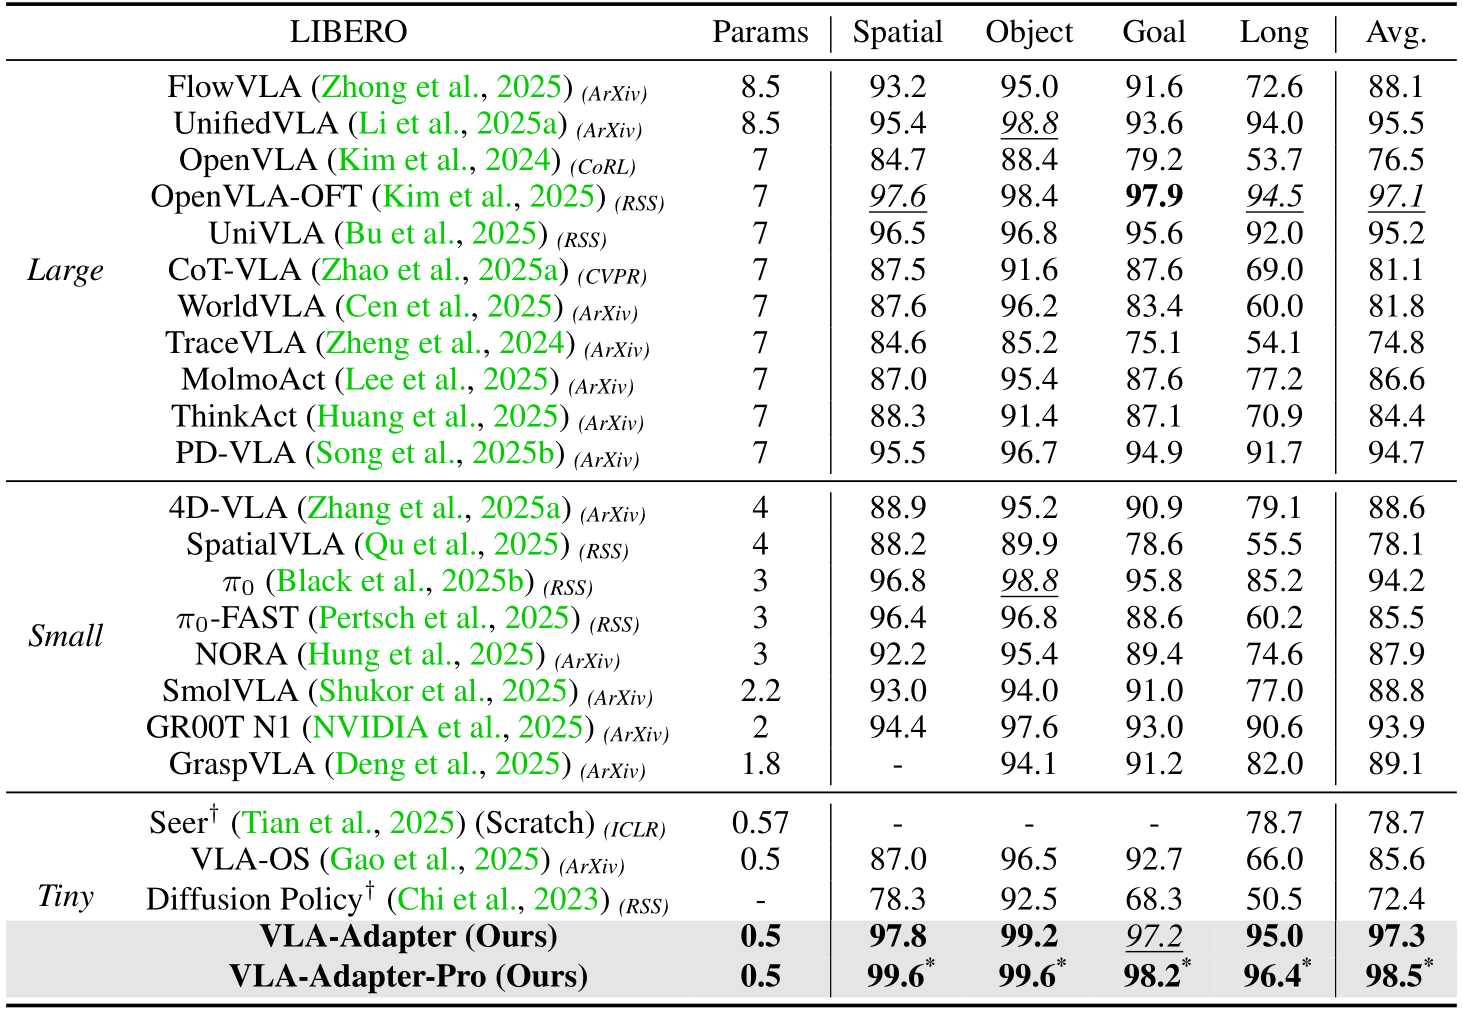 LIBERO Params Spatial Object Goal Long Avg.
FlowVLA (Zhong et al., 2025) (ArXiv) 8.5 93.2 95.0 91.6 72.6 88.1
UnifiedVLA (Li et al., 2025a) (ArXiv) 8.5 95.4 98.8 93.6 94.0 95.5
OpenVLA (Kim et al., 2024) (CoRL) 7 84.7 88.4 79.2 53.7 76.5
OpenVLA-OFT (Kim et al., 2025) (RSS) 7 97.6 98.4 97.9 94.5 97.1
UniVLA (Bu et al., 2025) (RSS) 7 96.5 96.8 95.6 92.0 95.2
Large CoT-VLA (Zhao et al., 2025a) (CVPR) 7 87.5 91.6 87.6 69.0 81.1
WorldVLA (Cen et al., 2025) (ArXiv) 7 87.6 96.2 83.4 60.0 81.8
TraceVLA (Zheng et al., 2024) (ArXiv) 7 84.6 85.2 75.1 54.1 74.8
MolmoAct (Lee et al., 2025) (ArXiv) 7 87.0 95.4 87.6 77.2 86.6
ThinkAct (Huang et al., 2025) (ArXiv) 7 88.3 91.4 87.1 70.9 84.4
PD-VLA (Song et al., 2025b) (ArXiv) 7 95.5 96.7 94.9 91.7 94.7
4D-VLA (Zhang et al., 2025a) (ArXiv) 4 88.9 95.2 90.9 79.1 88.6
SpatialVLA (Qu et al., 2025) (RSS) 4 88.2 89.9 78.6 55.5 78.1
π0 (Black et al., 2025b) (RSS) 3 96.8 98.8 95.8 85.2 94.2
π0-FAST (Pertsch et al., 2025) (RSS) 3 96.4 96.8 88.6 60.2 85.5
Small NORA (Hung et al., 2025) (ArXiv) 3 92.2 95.4 89.4 74.6 87.9
SmolVLA (Shukor et al., 2025) (ArXiv) 2.2 93.0 94.0 91.0 77.0 88.8
GR00T N1 (NVIDIA et al., 2025) (ArXiv) 2 94.4 97.6 93.0 90.6 93.9
GraspVLA (Deng et al., 2025) (ArXiv) 1.8 - 94.1 91.2 82.0 89.1
Seer† (Tian et al., 2025) (Scratch) (ICLR) 0.57 - - - 78.7 78.7
VLA-OS (Gao et al., 2025) (ArXiv) 0.5 87.0 96.5 92.7 66.0 85.6
Tiny Diffusion Policy† (Chi et al., 2023) (RSS) - 78.3 92.5 68.3 50.5 72.4
VLA-Adapter (Ours) 0.5 97.8 99.2 97.2 95.0 97.3
VLA-Adapter-Pro (Ours) 0.5 99.6* 99.6* 98.2* 96.4* 98.5*